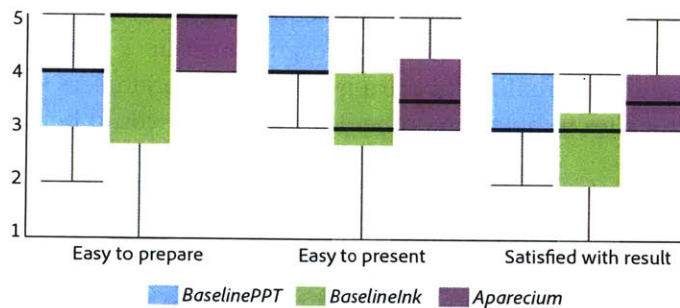 5
4
3
2
1
Easy to prepare Easy to present Satisfied with result
BaselinePPT BaselineInk Aparecium